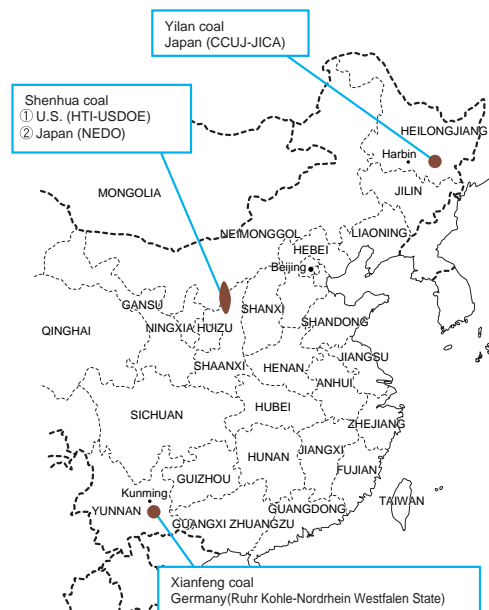 Yilan coal
Japan (CCUJ-JICA)
Shenhua coal
① U.S. (HTI-USDOE)
② Japan (NEDO)
HEILONGJIANG
Harbin
JILIN
MONGOLIA
LIAONING
NEIMONGGOL
HEBEI
Beijing
GANSU
SHANXI
QINGHAI
NINGXIA HUIZU
SHANDONG
JIANGSU
SHAANXI
HENAN
ANHUI
SICHUAN
HUBEI
ZHEJIANG
HUNAN
JIANGXI
GUIZHOU
FUJIAN
Kunming
TAIWAN
YUNNAN
GUANGDONG
GUANGXI ZHUANGZU
Xianfeng coal
Germany(Ruhr Kohle-Nordrhein Westfalen State)